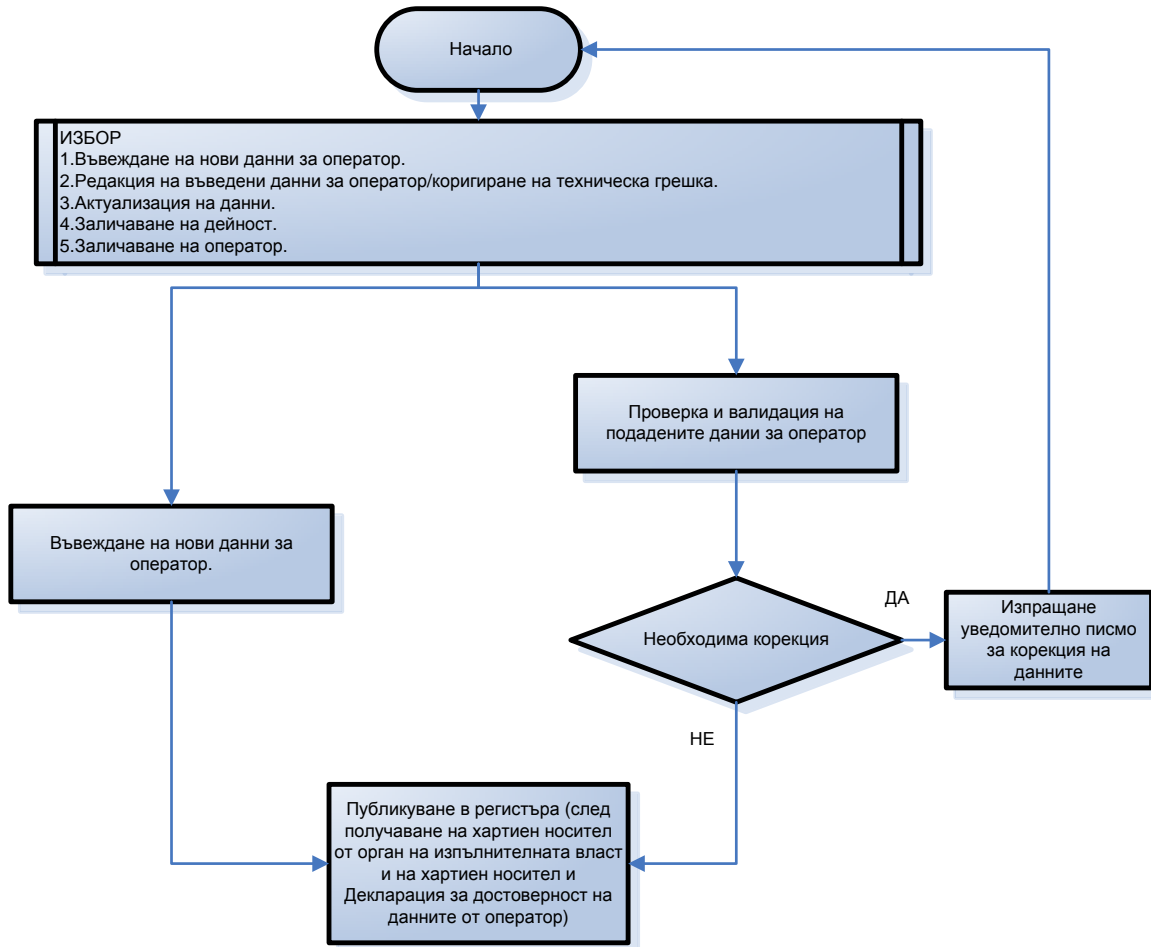 Начало
ИЗБОР
1.Въвеждане на нови данни за оператор.
2.Редакция на въведени данни за оператор/коригиране на техническа грешка.
3.Актуализация на данни.
4.Заличаване на дейност.
5.Заличаване на оператор.
Проверка и валидация на
подадените дании за оператор
Въвеждане на нови данни за
оператор.
Необходима корекция
ДА
Изпращане
уведомително писмо
за корекция на
данните
НЕ
Публикуване в регистъра (след
получаване на хартиен носител
от орган на изпълнителната власт
и на хартиен носител и
Декларация за достоверност на
данните от оператор)